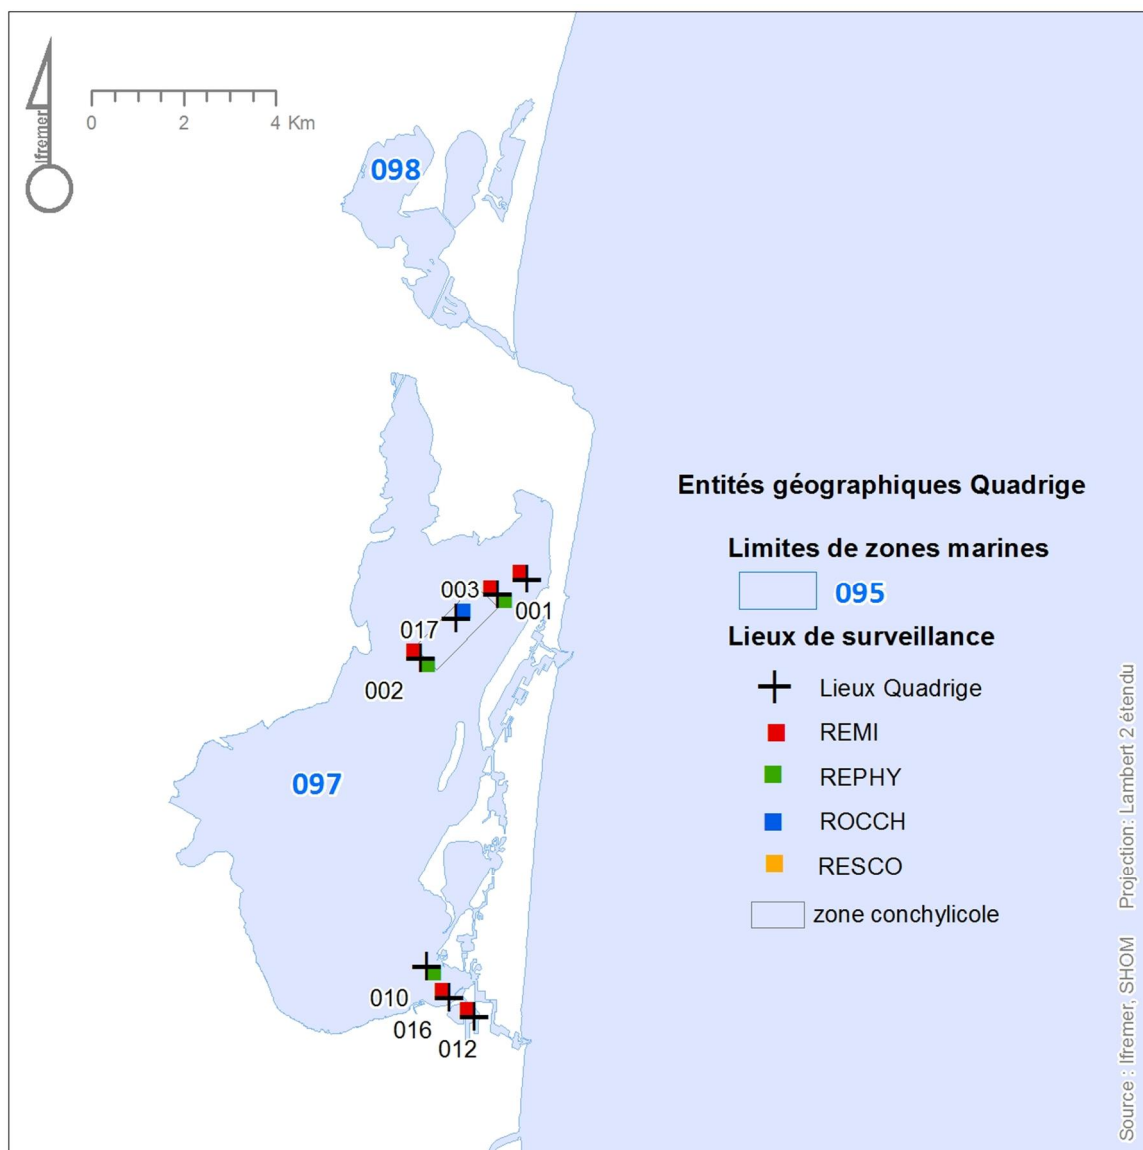 Ifremer
0 2 4 Km
098
Entités géographiques Quadrige
Limites de zones marines
095
Lieux de surveillance
Lieux Quadrige
REMI
REPHY
ROCCH
RESCO
zone conchylicole
003
001
017
002
097
010
016
012
Source : Ifremer, SHOM Projection: Lambert 2 étendu